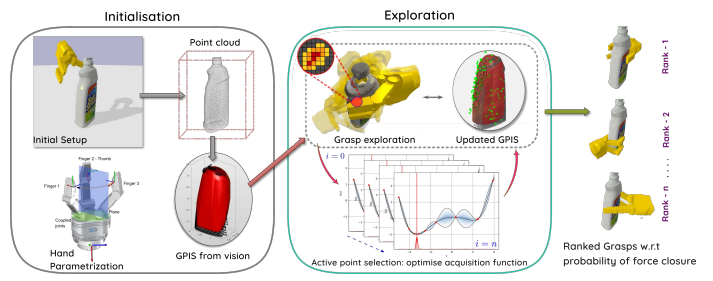 Initialisation
Exploration
Point cloud
Initial Setup
Finger 2 - Thumb
Finger 1
Finger 3
Plane
Coupled
joints
Hand
Parametrization
GPIS from vision
Grasp exploration
Updated GPIS
i = 0
i = n
Active point selection: optimise acquisition function
Rank - 1
Rank - 2
Rank - n ....
Ranked Grasps w.r.t
probability of force closure